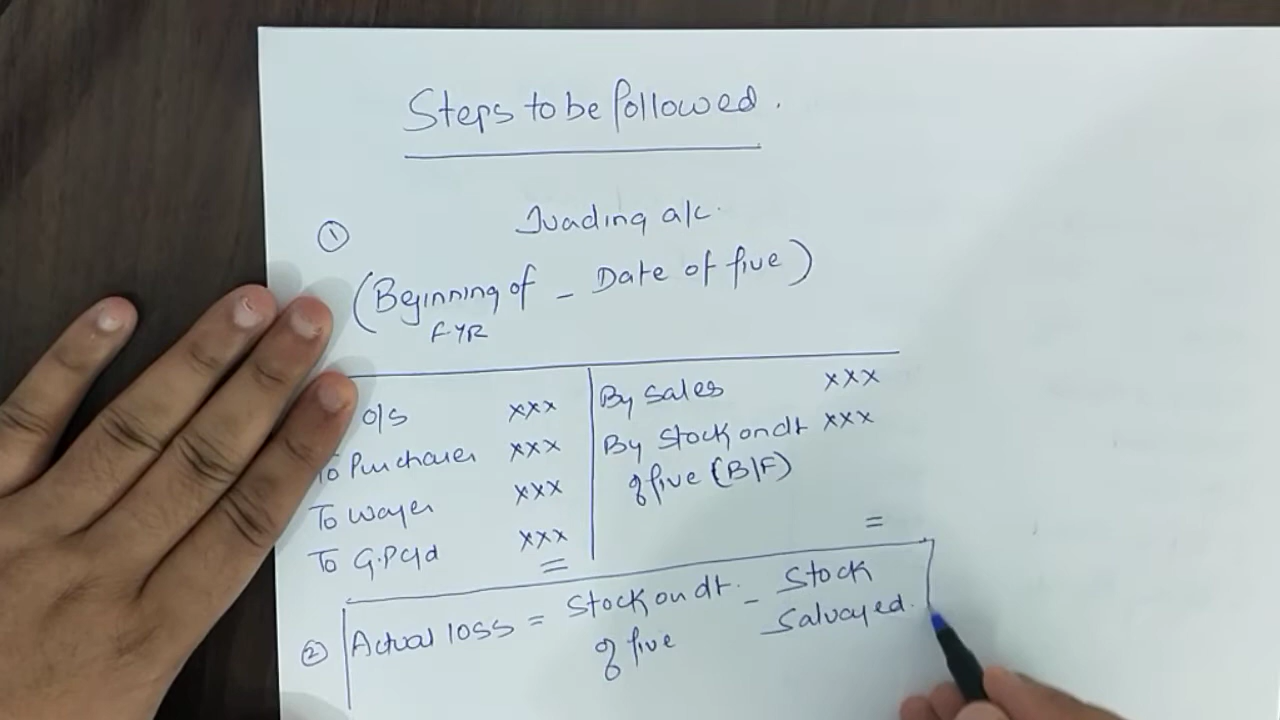 Steps to be followed.
① Trading a/c.
(Beginning of - Date of fire)
F YR
o/s xxx By Sales xxx
To Purchases xxx By Stock on dt xxx
of fire (B/F)
To Wages xxx
To G.P c/d xxx =
=
② Actual loss = Stock on dt. - Stock
of fire Salvaged.